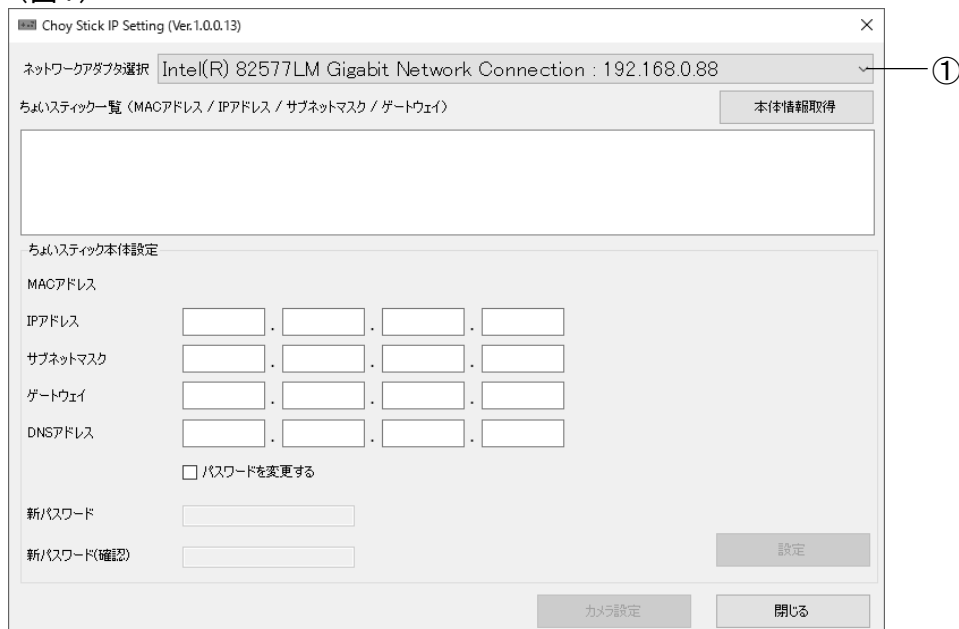 Choy Stick IP Setting (Ver.1.0.0.13)
ネットワークアダプタ選択 Intel(R) 82577LM Gigabit Network Connection : 192.168.0.88 ①
ちょいスティック一覧 (MACアドレス / IPアドレス / サブネットマスク / ゲートウェイ) 本体情報取得
ちょいスティック本体設定
MACアドレス
IPアドレス . . .
サブネットマスク . . .
ゲートウェイ . . .
DNSアドレス . . .
パスワードを変更する
新パスワード
新パスワード(確認) 設定
カメラ設定 閉じる